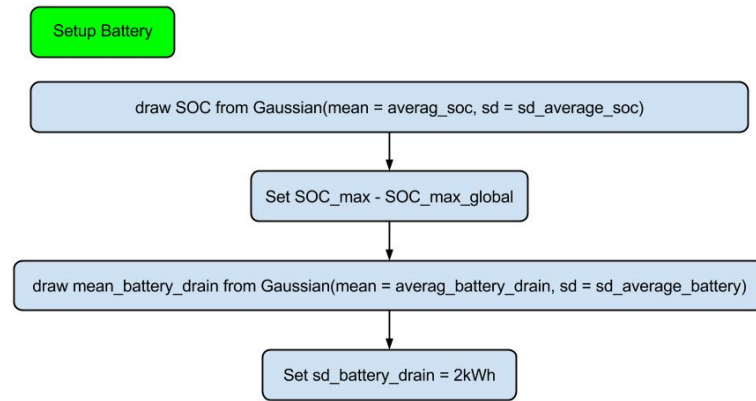 Setup Battery
draw SOC from Gaussian(mean = averag_soc, sd = sd_average_soc)
Set SOC_max - SOC_max_global
draw mean_battery_drain from Gaussian(mean = averag_battery_drain, sd = sd_average_battery)
Set sd_battery_drain = 2kWh